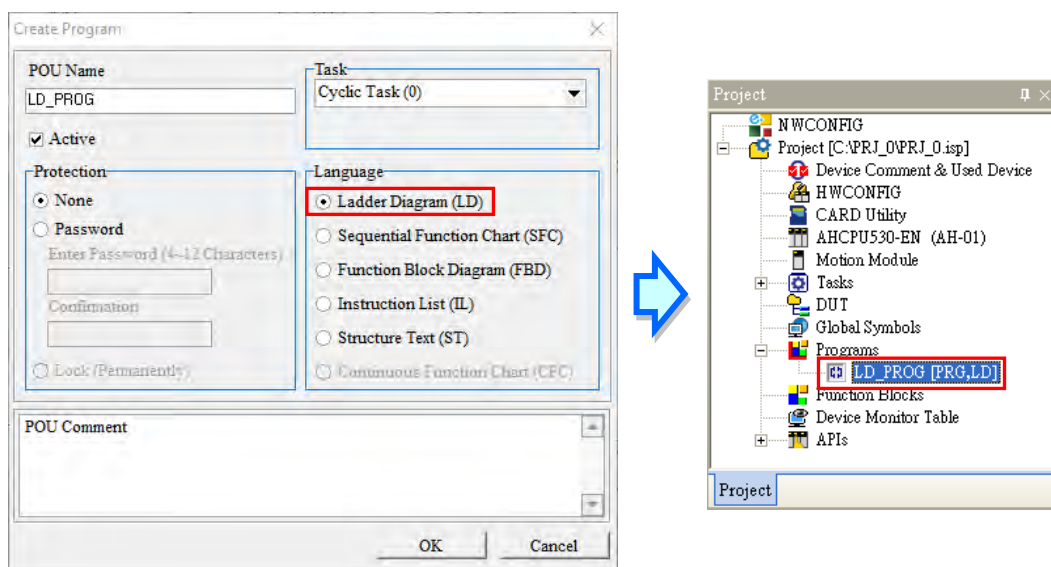 Create Program
POU Name
LD_PROG
Active
Task
Cyclic Task (0)
Protection
None
Password
Enter Password (4~12 Characters)
Confirmation
Lock (Permanently)
Language
Ladder Diagram (LD)
Sequential Function Chart (SFC)
Function Block Diagram (FBD)
Instruction List (IL)
Structure Text (ST)
Continuous Function Chart (CFC)
POU Comment
OK
Cancel
Project
NWCONFIG
Project [C:\PRJ_0\PRJ_0.isp]
Device Comment & Used Device
HWCONFIG
CARD Utility
AHCPU530-EN (AH-01)
Motion Module
Tasks
DUT
Global Symbols
Programs
LD_PROG [PRG,LD]
Function Blocks
Device Monitor Table
APIs
Project